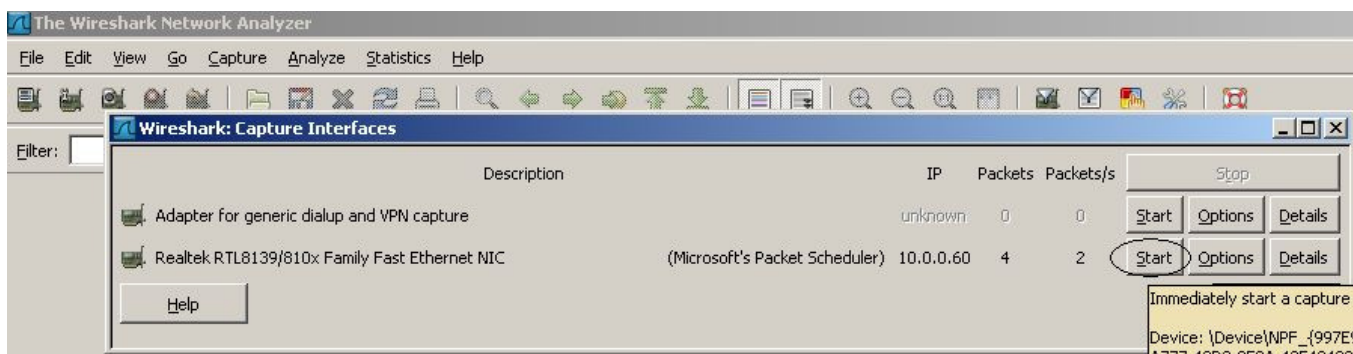 The Wireshark Network Analyzer
File Edit View Go Capture Analyze Statistics Help
Wireshark: Capture Interfaces
Filter:
Description IP Packets Packets/s Stop
Adapter for generic dialup and VPN capture unknown 0 0 Start Options Details
Realtek RTL8139/810x Family Fast Ethernet NIC (Microsoft's Packet Scheduler) 10.0.0.60 4 2 Start Options Details
Help
Immediately start a capture
Device: \Device\NPF_{997E